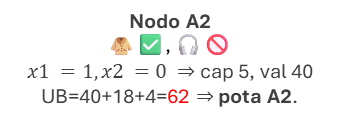 Nodo A2
🧥 ✅ , 🎧 🚫
x1 = 1, x2 = 0 ⇒ cap 5, val 40
UB=40+18+4=62 ⇒ pota A2.